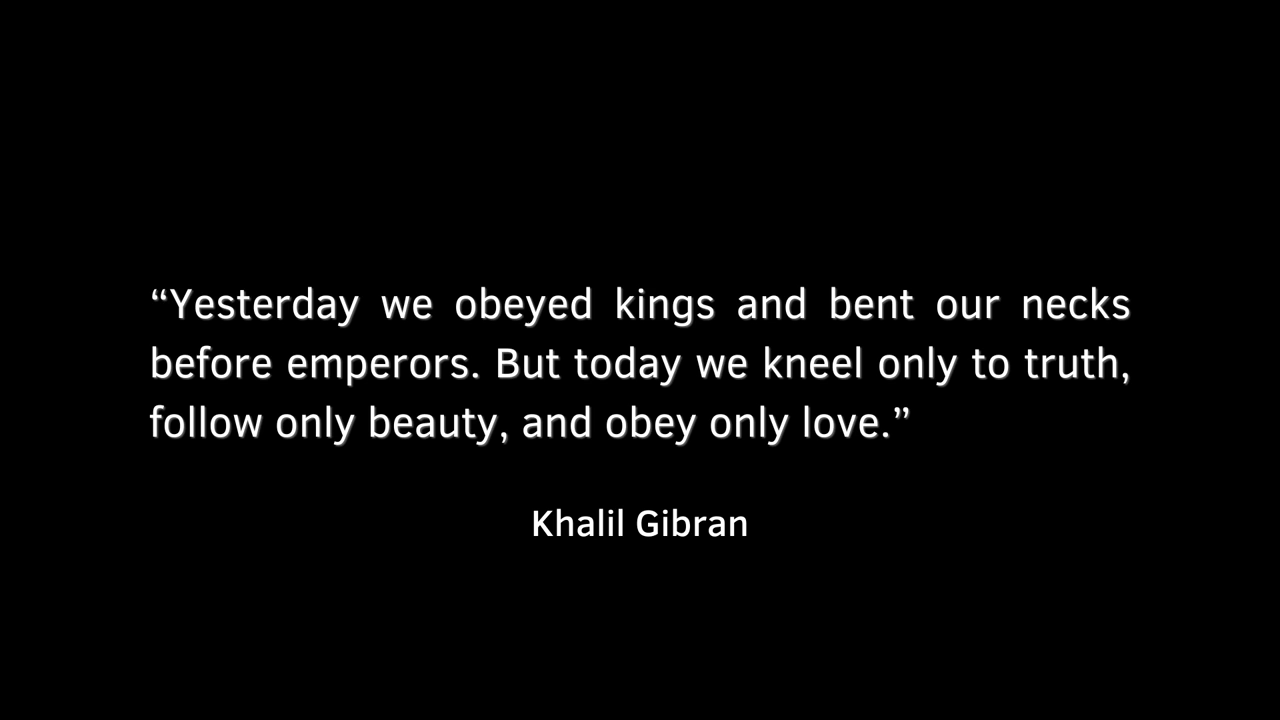 “Yesterday we obeyed kings and bent our necks
before emperors. But today we kneel only to truth,
follow only beauty, and obey only love.”
Khalil Gibran